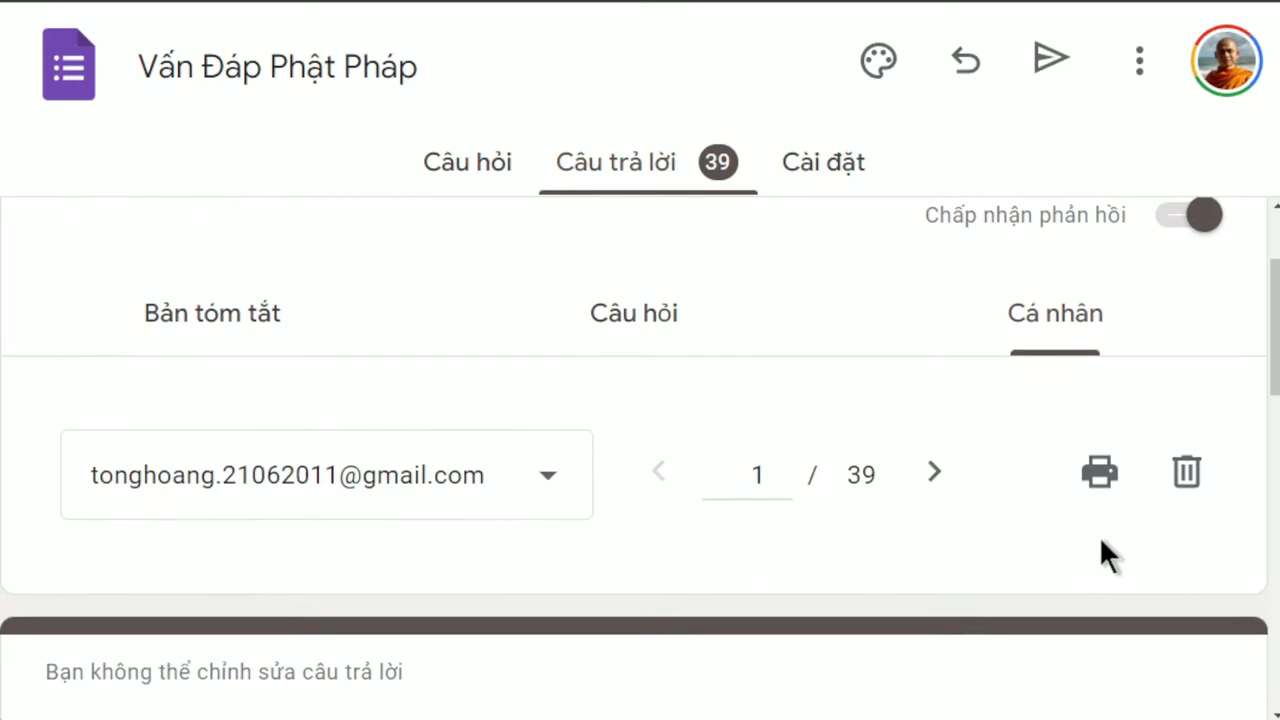 Vấn Đáp Phật Pháp
Câu hỏi
Câu trả lời 39
Cài đặt
Chấp nhận phản hồi
Bản tóm tắt
Câu hỏi
Cá nhân
tonghoang.21062011@gmail.com
1 / 39
Bạn không thể chỉnh sửa câu trả lời